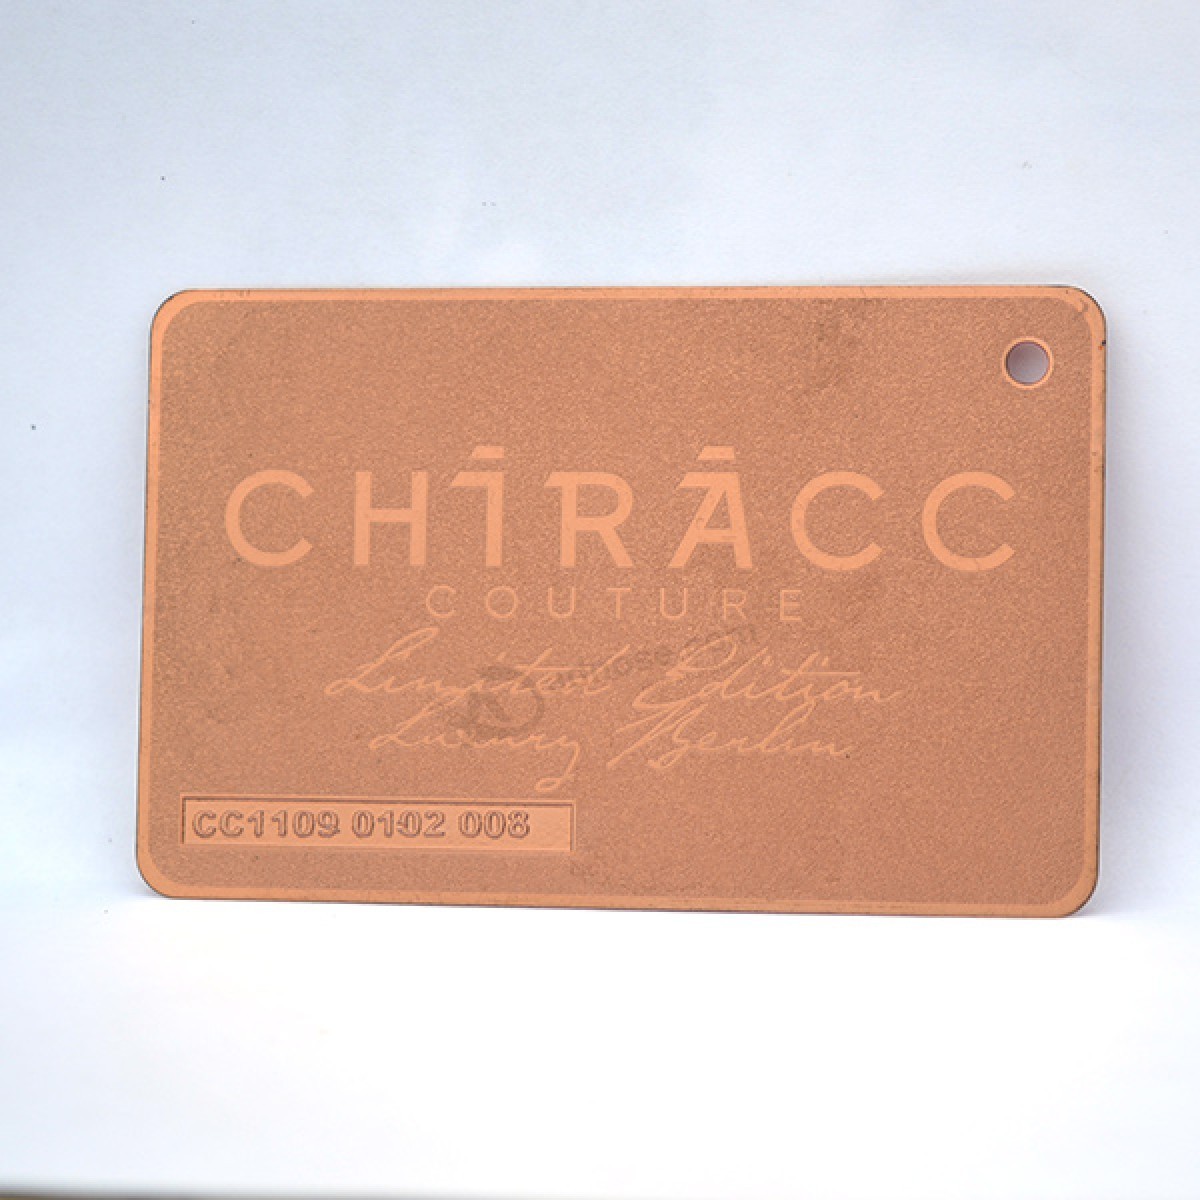 CHĪRĀCC
COUTURE
Limited Edition
Luxury Berlin
CC1109 0102 008